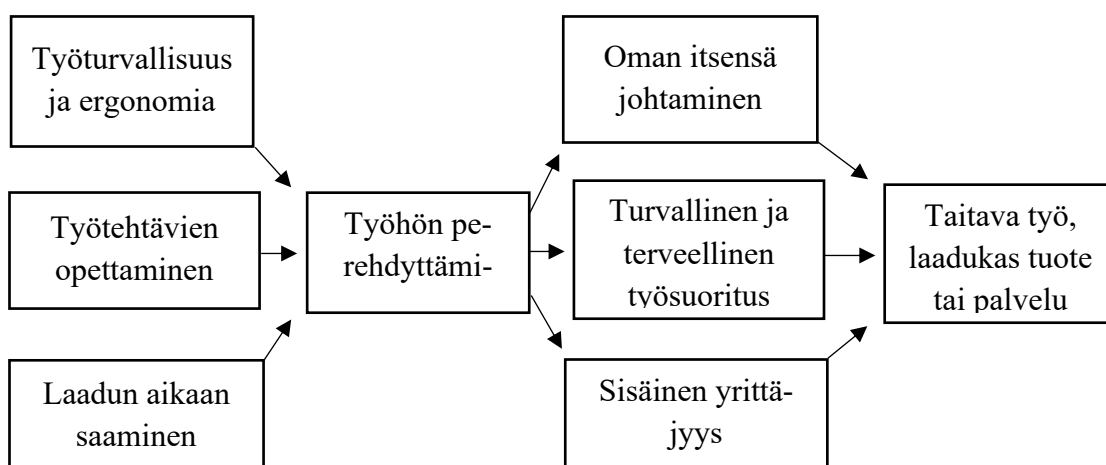 Työturvallisuus
ja ergonomia
Työtehtävien
opettaminen
Laadun aikaan
saaminen
Työhön pe-
rehdyttämi-
Oman itsensä
johtaminen
Turvallinen ja
terveellinen
työsuoritus
Sisäinen yrittä-
jyys
Taitava työ,
laadukas tuote
tai palvelu